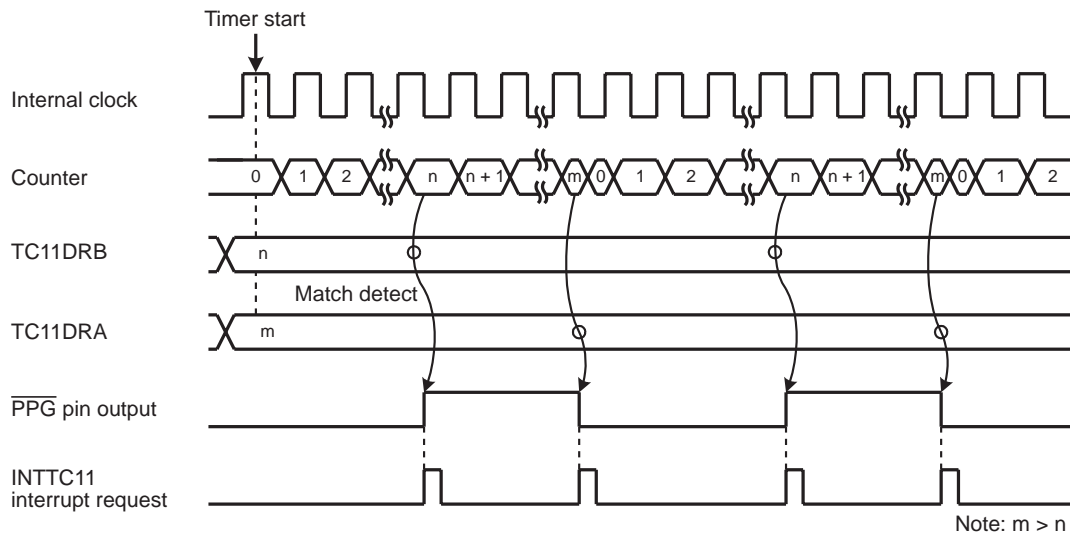 Timer start
Internal clock
Counter 0 1 2 n n + 1 m 0 1 2 n n + 1 m 0 1 2
TC11DRB n
Match detect
TC11DRA m
P̅P̅G̅ pin output
INTTC11
interrupt request
Note: m > n